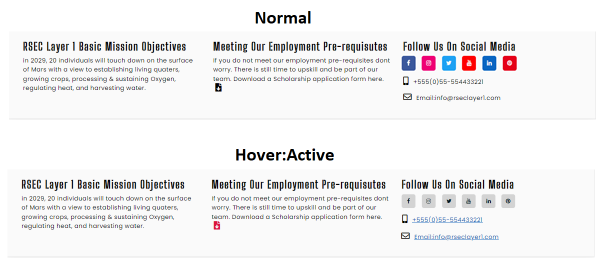 Normal
RSEC Layer 1 Basic Mission Objectives
In 2029, 20 individuals will touch down on the surface
of Mars with a view to establishing living quaters,
growing crops, processing & sustaining Oxygen,
regulating heat, and harvesting water.
Meeting Our Employment Pre-requisutes
If you do not meet our employment pre-requisites dont
worry. There is still time to upskill and be part of our
team. Download a Scholarship application form here.
Follow Us On Social Media
+555(0)55-554433221
Email:info@rseclayer1.com
Hover:Active
RSEC Layer 1 Basic Mission Objectives
In 2029, 20 individuals will touch down on the surface
of Mars with a view to establishing living quaters,
growing crops, processing & sustaining Oxygen,
regulating heat, and harvesting water.
Meeting Our Employment Pre-requisutes
If you do not meet our employment pre-requisites dont
worry. There is still time to upskill and be part of our
team. Download a Scholarship application form here.
Follow Us On Social Media
+555(0)55-554433221
Email:info@rseclayer1.com